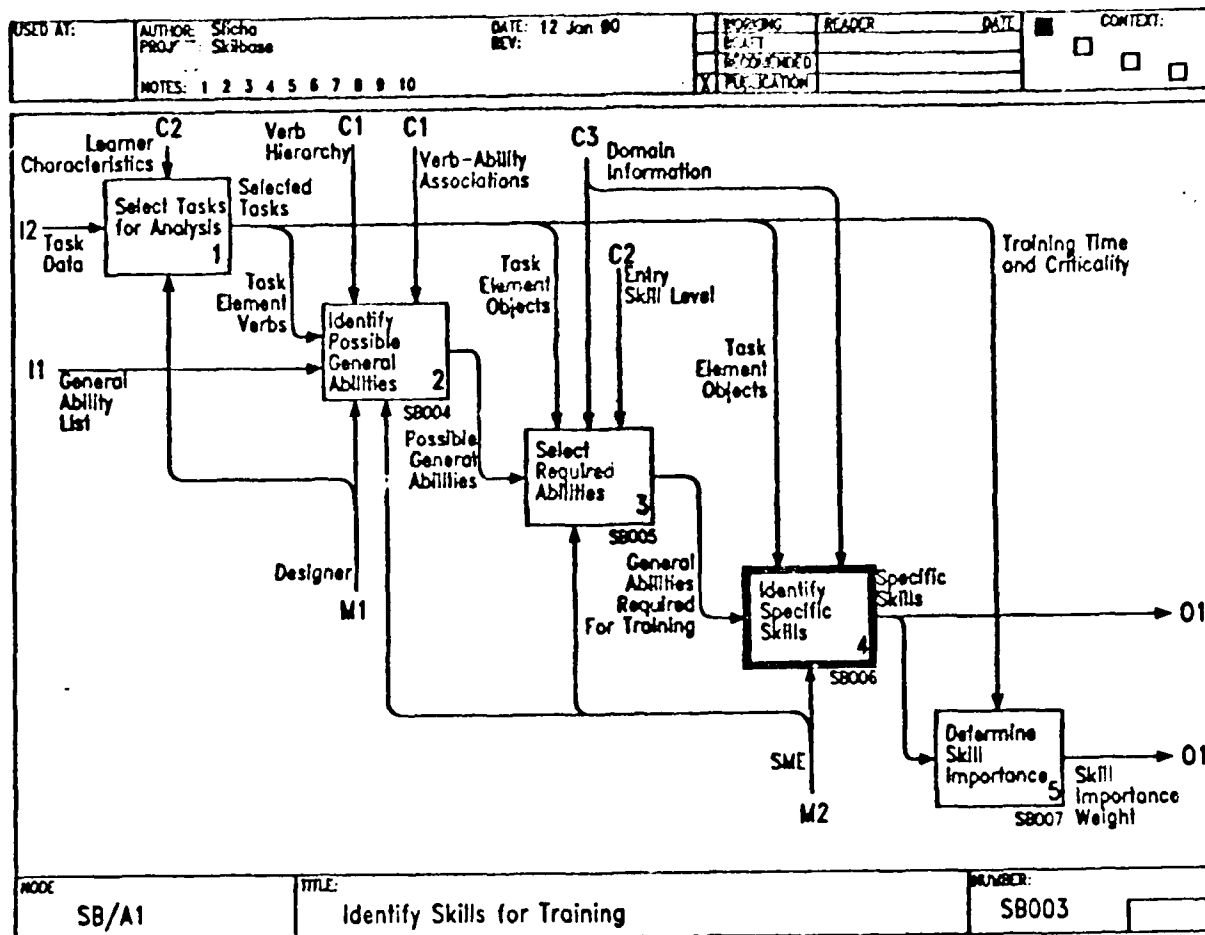 USED AT:
AUTHOR: Sticha
DATE: 12 Jan 90
WORKING
READER
DATE
CONTEXT:
PROJECT: Skilbase
REV:
DRAFT
RECOMMENDED
NOTES: 1 2 3 4 5 6 7 8 9 10
X
PUBLICATION
C2
Learner
Characteristics
Verb
Hierarchy
C1
C1
Verb-Ability
Associations
C3
Domain
Information
Select Tasks
for Analysis
1
Selected
Tasks
I2
Task
Data
Task
Element
Verbs
Task
Element
Objects
C2
Entry
Skill Level
Training Time
and Criticality
I1
General
Ability
List
Identify
Possible
General
Abilities
2
SB004
Task
Element
Objects
Possible
General
Abilities
Select
Required
Abilities
3
SB005
Designer
M1
General
Abilities
Required
For Training
Identify
Specific
Skills
4
SB006
Specific
Skills
O1
SME
M2
Determine
Skill
Importance
5
SB007
Skill
Importance
Weight
O1
NODE
SB/A1
TITLE:
Identify Skills for Training
NUMBER:
SB003